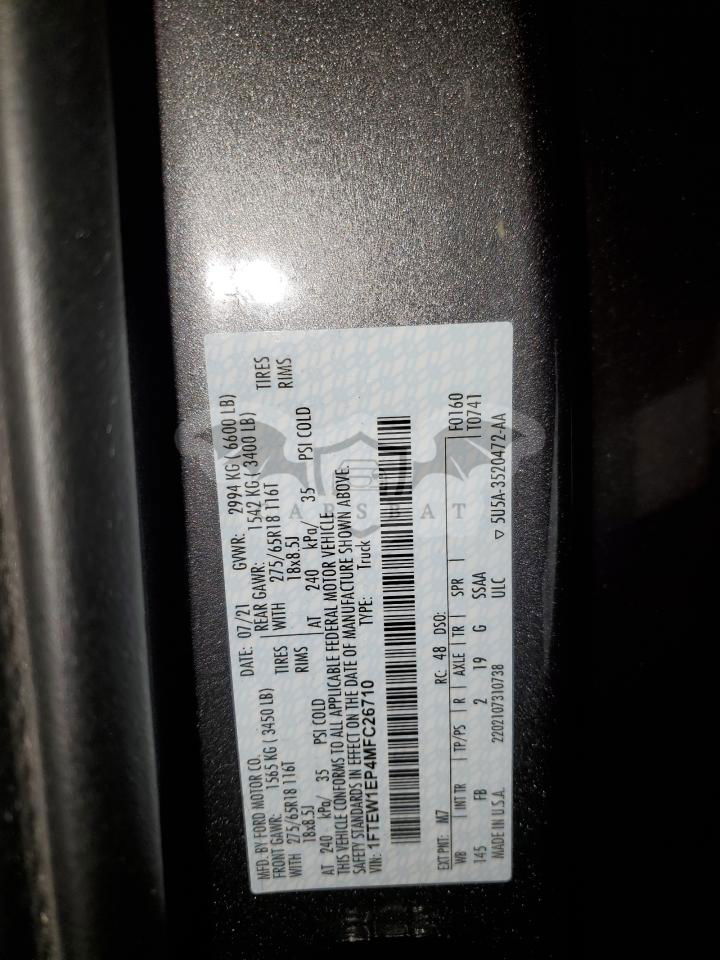 MFD. BY FORD MOTOR CO.
DATE: 07/21 GVWR: 2994 KG ( 6600 LB)
FRONT GAWR: 1565 KG ( 3450 LB) REAR GAWR: 1542 KG ( 3400 LB)
WITH 275/65R18 116T TIRES WITH 275/65R18 116T TIRES
18x8.5J RIMS 18x8.5J RIMS
AT 240 kPa/ 35 PSI COLD AT 240 kPa/ 35 PSI COLD
THIS VEHICLE CONFORMS TO ALL APPLICABLE FEDERAL MOTOR VEHICLE
SAFETY STANDARDS IN EFFECT ON THE DATE OF MANUFACTURE SHOWN ABOVE.
VIN: 1FTEW1EP4MFC26710 TYPE: Truck
EXT PNT: M7 RC: 48 DSO: F0160
WB INT TR TP/PS R AXLE TR SPR T0741
145 FB 2 19 G SSAA
MADE IN U.S.A. 2202107310738 ULC ▽ 5U5A-3520472-AA
CARSBAT